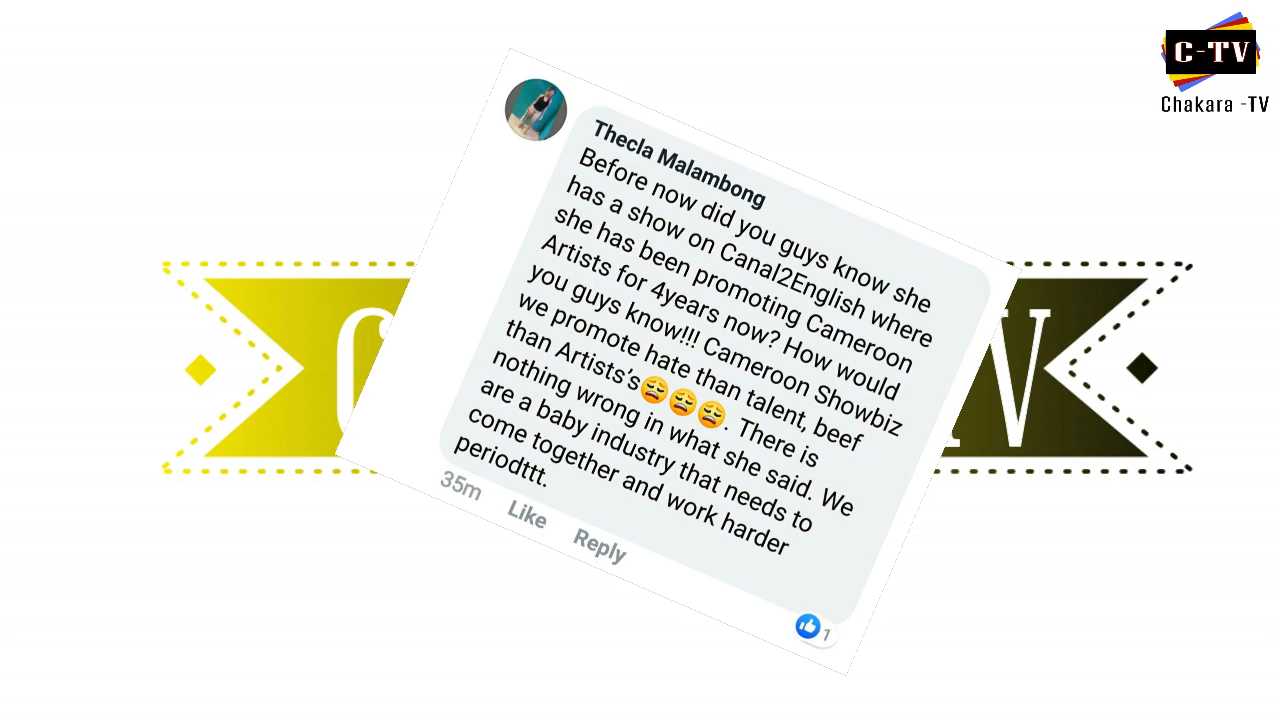 C-TV
Chakara -TV
Thecla Malambong
Before now did you guys know she
has a show on Canal2English where
she has been promoting Cameroon
Artists for 4years now? How would
you guys know!!! Cameroon Showbiz
we promote hate than talent, beef
than Artists's😩😩😩. There is
nothing wrong in what she said. We
are a baby industry that needs to
come together and work harder
periodttt.
35m Like Reply
1